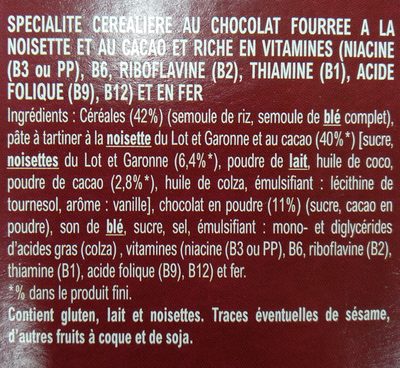 SPECIALITE CEREALIERE AU CHOCOLAT FOURREE A LA
NOISETTE ET AU CACAO ET RICHE EN VITAMINES (NIACINE
(B3 ou PP), B6, RIBOFLAVINE (B2), THIAMINE (B1), ACIDE
FOLIQUE (B9), B12) ET EN FER
Ingrédients : Céréales (42%) (semoule de riz, semoule de blé complet),
pâte à tartiner à la noisette du Lot et Garonne et au cacao (40%*) [sucre,
noisettes du Lot et Garonne (6,4%*), poudre de lait, huile de coco,
poudre de cacao (2,8%*), huile de colza, émulsifiant : lécithine de
tournesol, arôme : vanille], chocolat en poudre (11%) (sucre, cacao en
poudre), son de blé, sucre, sel, émulsifiant : mono- et diglycérides
d'acides gras (colza) , vitamines (niacine (B3 ou PP), B6, riboflavine (B2),
thiamine (B1), acide folique (B9), B12) et fer.
*% dans le produit fini.
Contient gluten, lait et noisettes. Traces éventuelles de sésame,
d'autres fruits à coque et de soja.